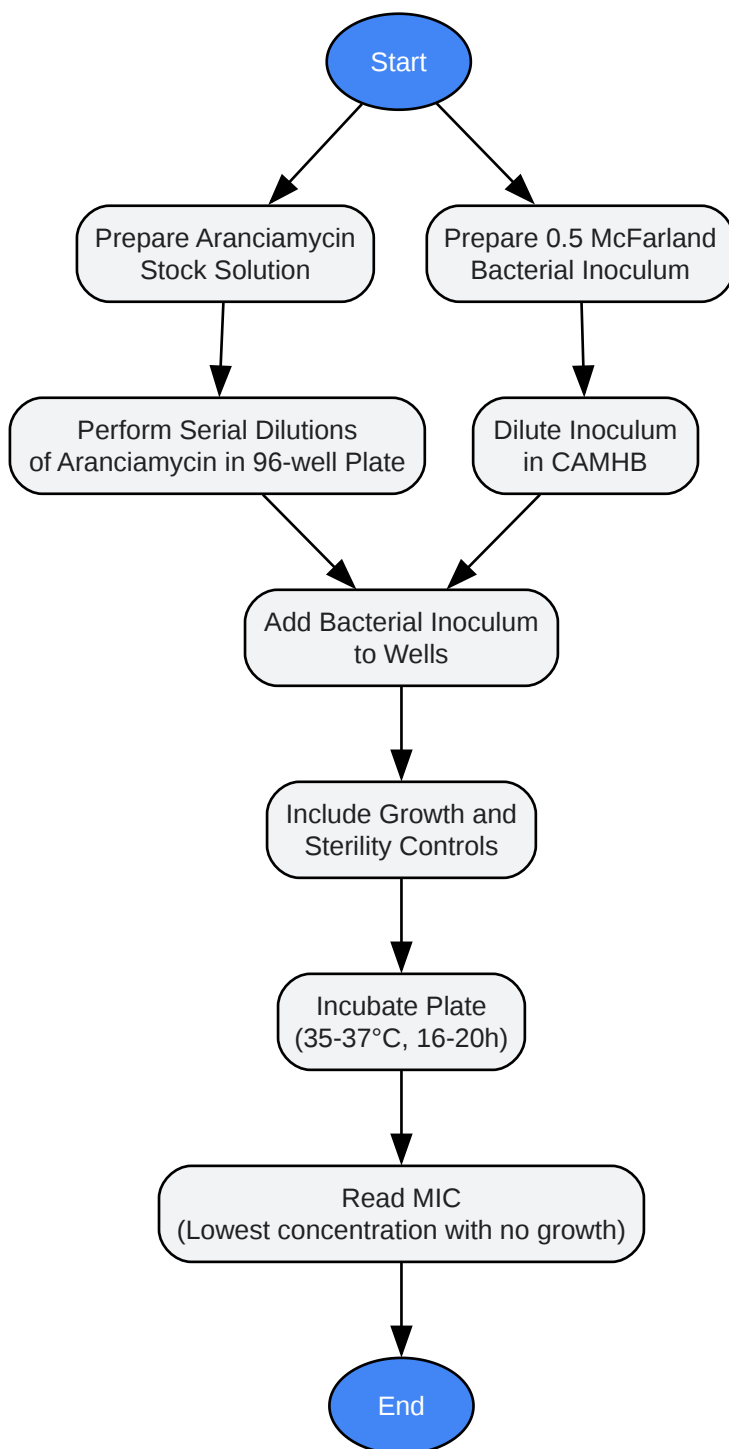 Start
Prepare Aranciamycin
Stock Solution
Prepare 0.5 McFarland
Bacterial Inoculum
Perform Serial Dilutions
of Aranciamycin in 96-well Plate
Dilute Inoculum
in CAMHB
Add Bacterial Inoculum
to Wells
Include Growth and
Sterility Controls
Incubate Plate
(35-37°C, 16-20h)
Read MIC
(Lowest concentration with no growth)
End